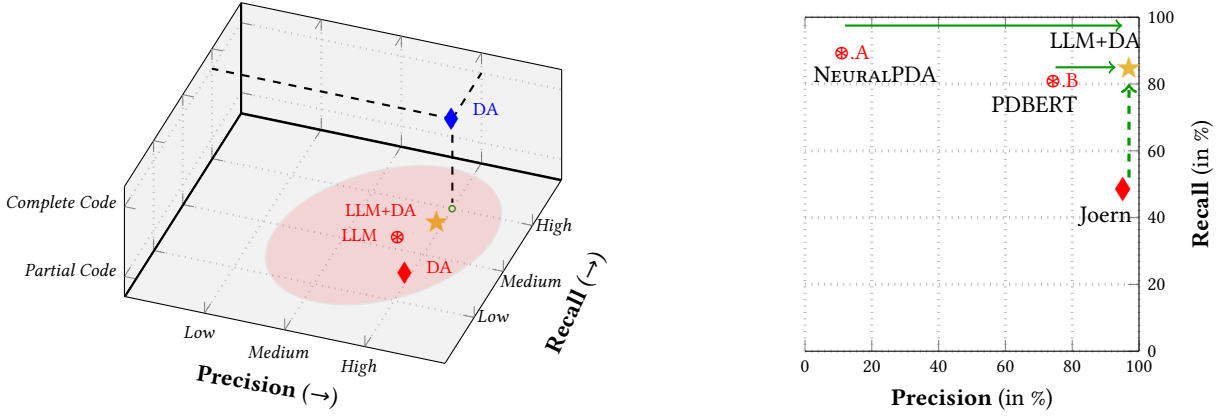 DA
Complete Code
LLM+DA
LLM
DA
Partial Code
High
Medium
Low
Low
Medium
High
Precision (→)
Recall (→)
100
LLM+DA
.A
NeuralPDA
80
.B
PDBERT
60
Joern
40
20
0
0
20
40
60
80
100
Precision (in %)
Recall (in %)